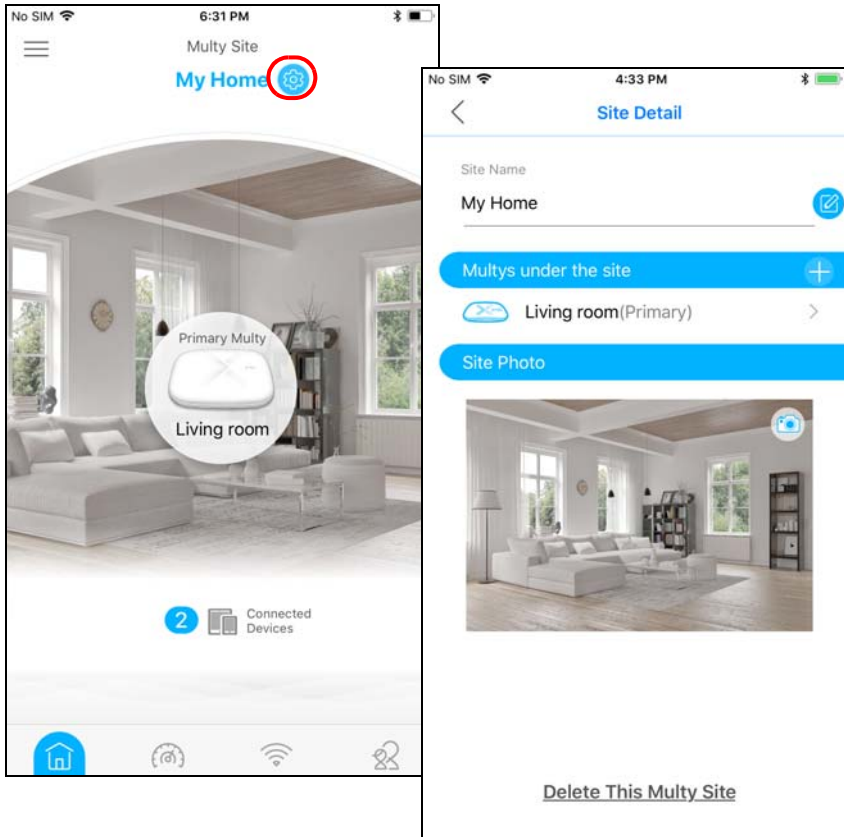 No SIM 6:31 PM
Multy Site
My Home
Primary Multy
Living room
2 Connected
Devices
No SIM 4:33 PM
Site Detail
Site Name
My Home
Multys under the site
Living room(Primary)
Site Photo
Delete This Multy Site